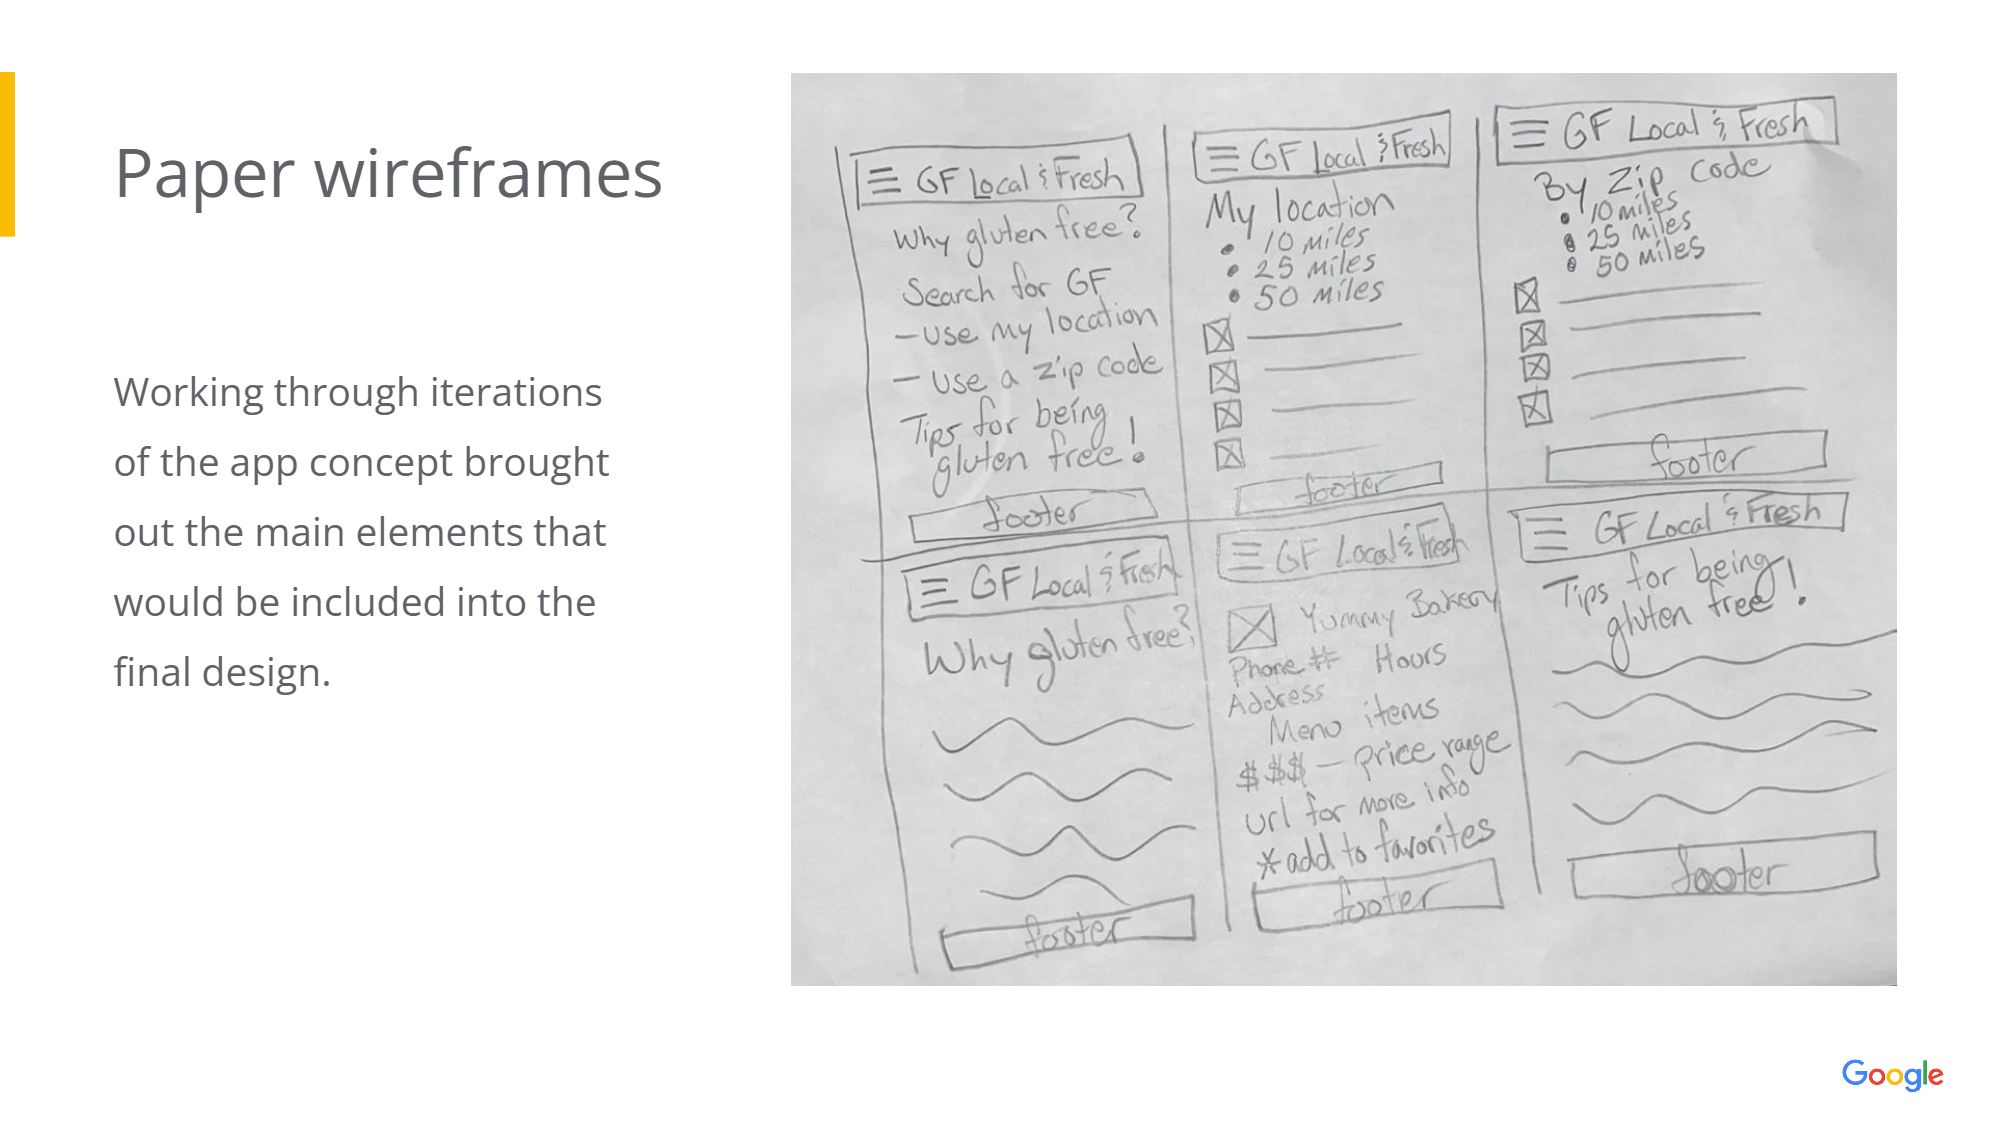 Paper wireframes
Working through iterations
of the app concept brought
out the main elements that
would be included into the
final design.
GF Local & Fresh
Why gluten free?
Search for GF
- Use my location
- Use a zip code
Tips for being
gluten free!
footer
GF Local & Fresh
My location
• 10 miles
• 25 miles
• 50 miles
footer
GF Local & Fresh
By Zip code
• 10 miles
• 25 miles
• 50 miles
footer
GF Local & Fresh
Why gluten free?
footer
GF Local & Fresh
Yummy Bakery
Phone # Hours
Address
Menu items
$$$ - price range
url for more info
* add to favorites
footer
GF Local & Fresh
Tips for being
gluten free!
footer
Google